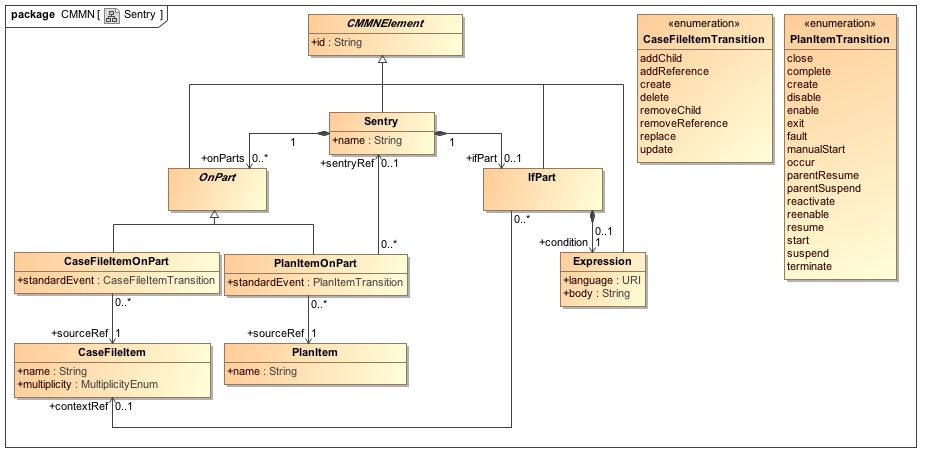 package CMMN [ Sentry ]
CMMNElement
+id : String
«enumeration»
CaseFileItemTransition
addChild
addReference
create
delete
removeChild
removeReference
replace
update
«enumeration»
PlanItemTransition
close
complete
create
disable
enable
exit
fault
manualStart
occur
parentResume
parentSuspend
reactivate
reenable
resume
start
suspend
terminate
Sentry
+name : String
1
1
+onParts 0..*
+sentryRef 0..1
+ifPart 0..1
OnPart
IfPart
0..*
0..*
0..1
+condition 1
CaseFileItemOnPart
+standardEvent : CaseFileItemTransition
PlanItemOnPart
+standardEvent : PlanItemTransition
Expression
+language : URI
+body : String
0..*
0..*
+sourceRef 1
+sourceRef 1
CaseFileItem
+name : String
+multiplicity : MultiplicityEnum
PlanItem
+name : String
+contextRef 0..1